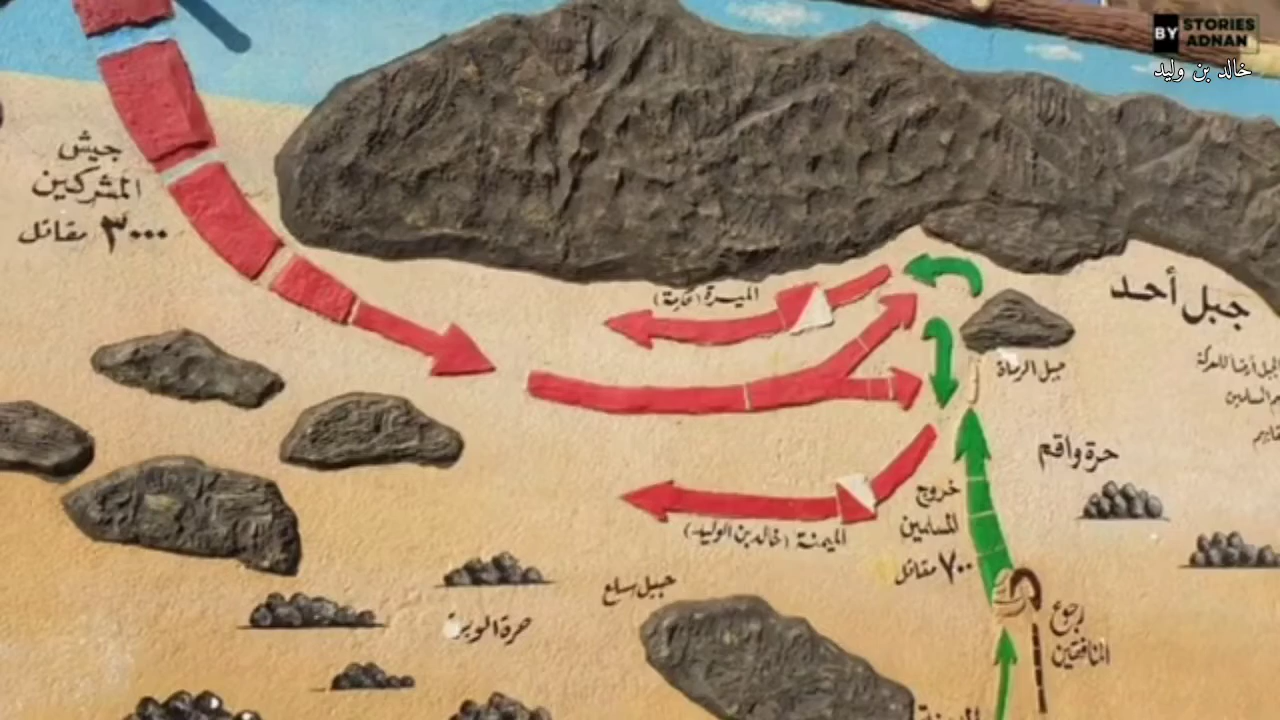 BY STORIES ADNAN
خالد بن وليد
جيش
المشركين
٣٠٠٠ مقاتل
الميسرة (عكرمة)
جبل أحد
جبل الرماة
حرة واقم
خروج
المسلمين
٧٠٠ مقاتل
الميمنة (خالد بن الوليد)
جبل سلع
حرة الوبرة
رجوع
المنافقين